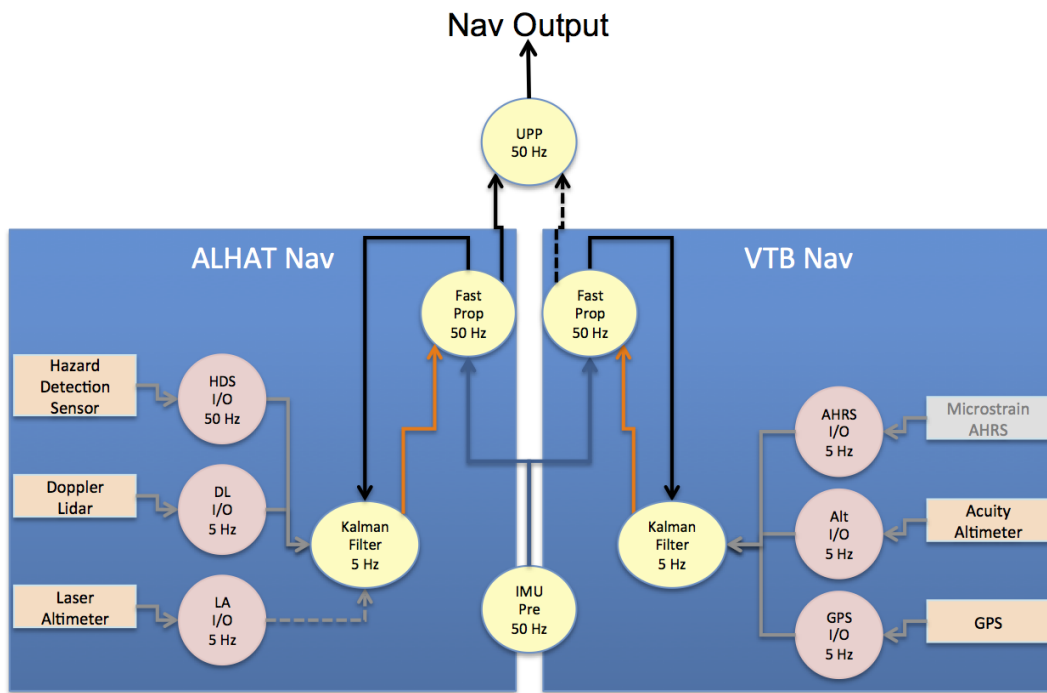 Nav Output
UPP
50 Hz
ALHAT Nav
VTB Nav
Fast
Prop
50 Hz
Fast
Prop
50 Hz
Hazard
Detection
Sensor
HDS
I/O
50 Hz
Doppler
Lidar
DL
I/O
5 Hz
Laser
Altimeter
LA
I/O
5 Hz
Kalman
Filter
5 Hz
IMU
Pre
50 Hz
Kalman
Filter
5 Hz
AHRS
I/O
5 Hz
Microstrain
AHRS
Alt
I/O
5 Hz
Acuity
Altimeter
GPS
I/O
5 Hz
GPS